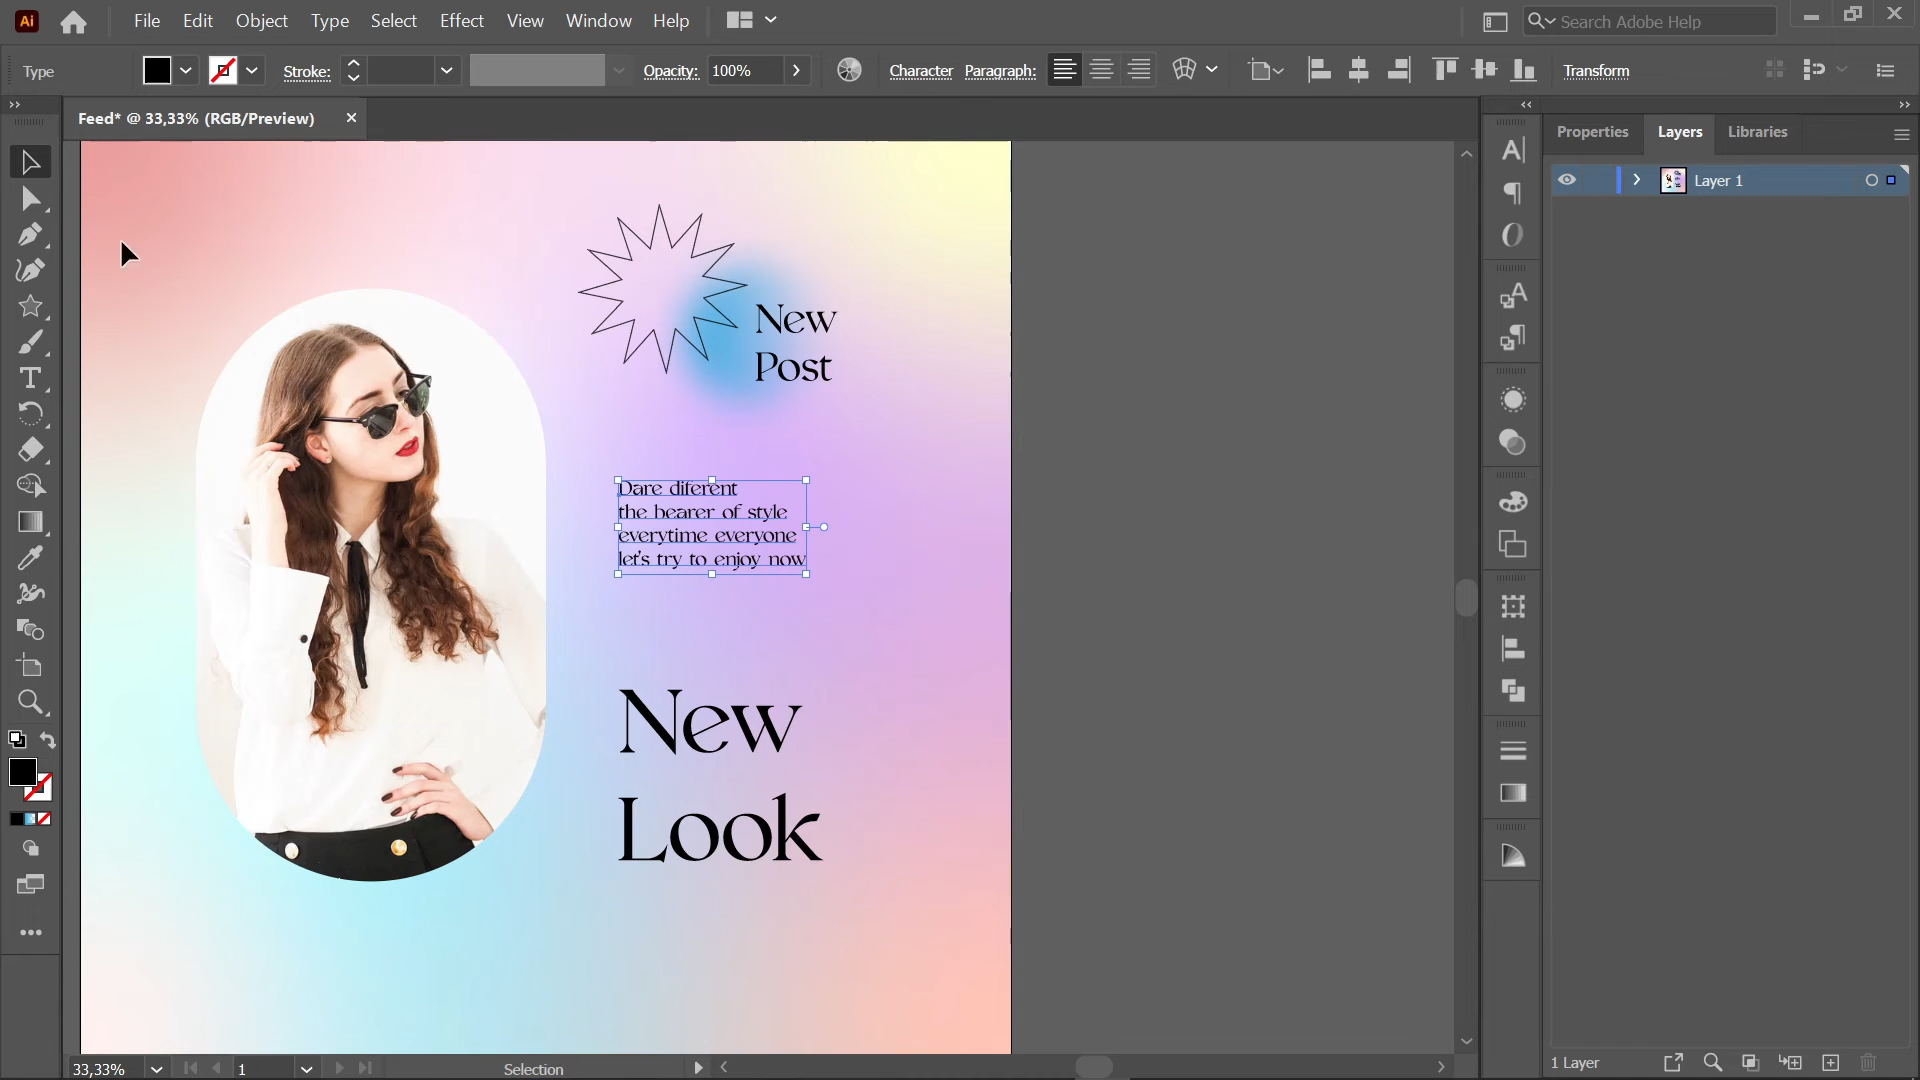 Ai File Edit Object Type Select Effect View Window Help Search Adobe Help
Type Stroke: Opacity: 100% Character Paragraph: Transform
Feed* @ 33,33% (RGB/Preview)
Properties Layers Libraries
Layer 1
New
Post
Dare diferent
the bearer of style
everytime everyone
let's try to enjoy now
New
Look
33,33% 1 Selection
1 Layer